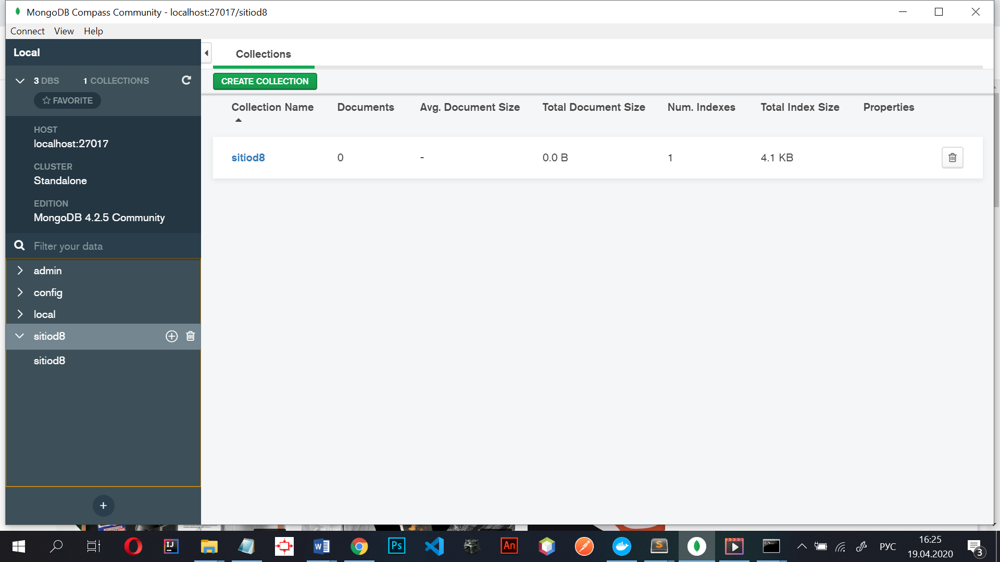 MongoDB Compass Community - localhost:27017/sitiod8
Connect View Help
Local
3 DBS 1 COLLECTIONS
FAVORITE
HOST
localhost:27017
CLUSTER
Standalone
EDITION
MongoDB 4.2.5 Community
Filter your data
admin
config
local
sitiod8
sitiod8
+
Collections
CREATE COLLECTION
Collection Name Documents Avg. Document Size Total Document Size Num. Indexes Total Index Size Properties
sitiod8 0 - 0.0 B 1 4.1 KB
IJ
W
Ps
An
S
РУС
16:25
19.04.2020
3